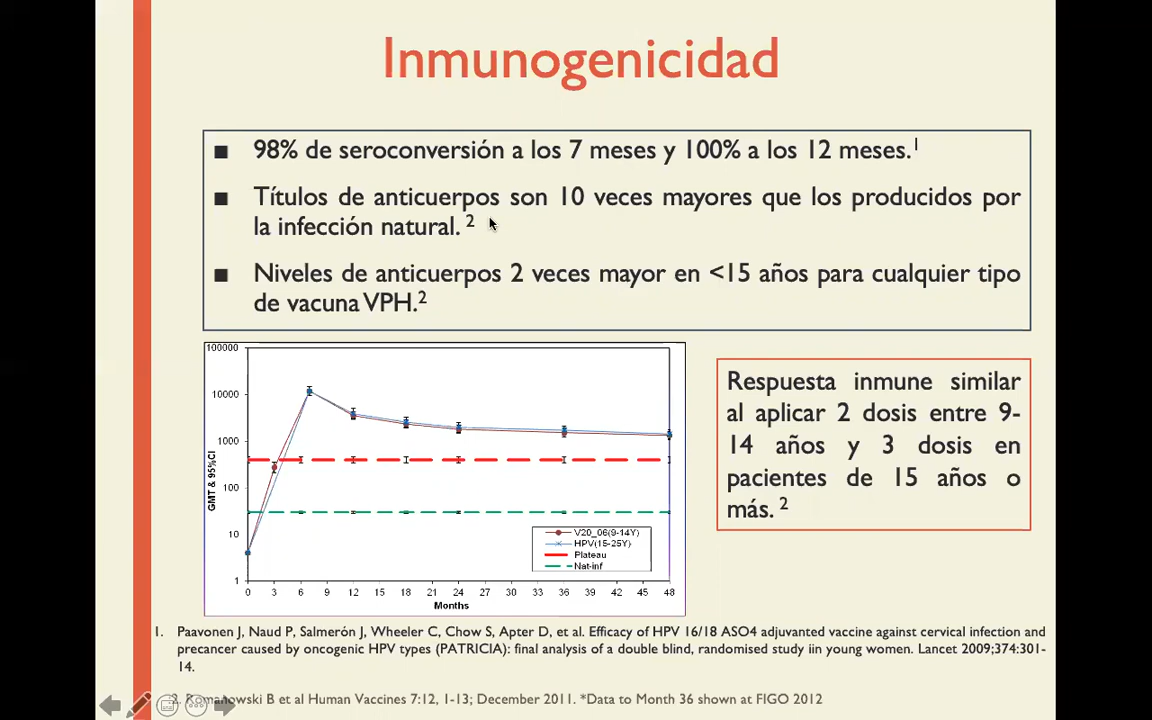 Inmunogenicidad
■ 98% de seroconversión a los 7 meses y 100% a los 12 meses.1
■ Títulos de anticuerpos son 10 veces mayores que los producidos por
la infección natural. 2
■ Niveles de anticuerpos 2 veces mayor en <15 años para cualquier tipo
de vacuna VPH.2
100000
10000
1000
100
10
1
GMT & 95%CI
0 3 6 9 12 15 18 21 24 27 30 33 36 39 42 45 48
Months
V20_06(9-14Y)
HPV(15-25Y)
Plateau
Nat-inf
Respuesta inmune similar
al aplicar 2 dosis entre 9-
14 años y 3 dosis en
pacientes de 15 años o
más. 2
1. Paavonen J, Naud P, Salmerón J, Wheeler C, Chow S, Apter D, et al. Efficacy of HPV 16/18 ASO4 adjuvanted vaccine against cervical infection and
precancer caused by oncogenic HPV types (PATRICIA): final analysis of a double blind, randomised study iin young women. Lancet 2009;374:301-
14.
2. Romanowski B et al Human Vaccines 7:12, 1-13; December 2011. *Data to Month 36 shown at FIGO 2012